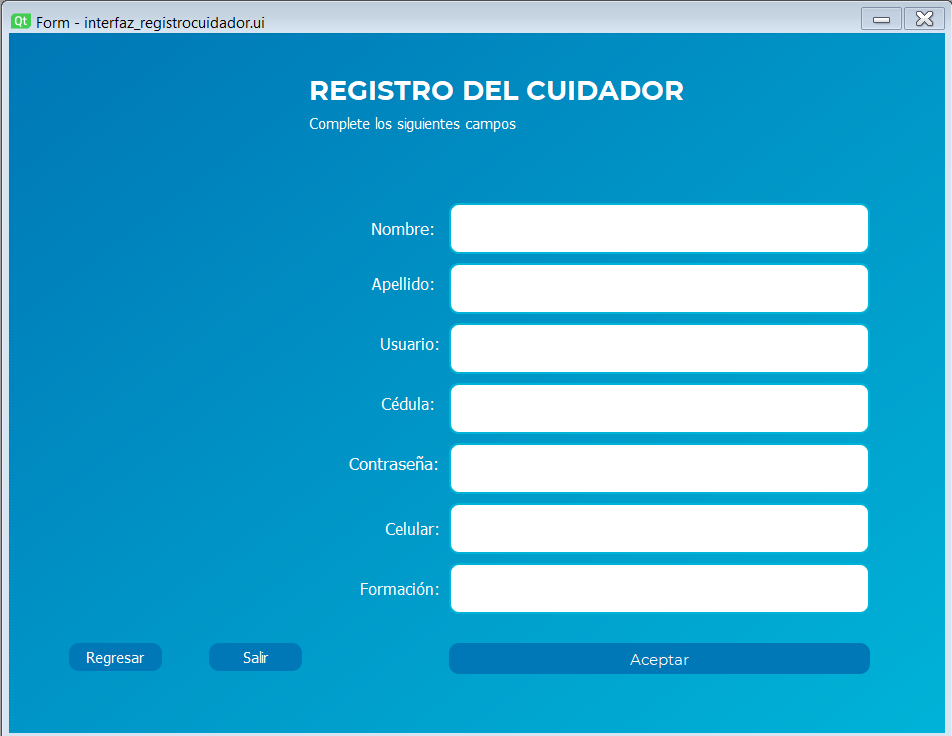 Qt Form - interfaz_registrocuidador.ui
REGISTRO DEL CUIDADOR
Complete los siguientes campos
Nombre:
Apellido:
Usuario:
Cédula:
Contraseña:
Celular:
Formación:
Regresar Salir Aceptar